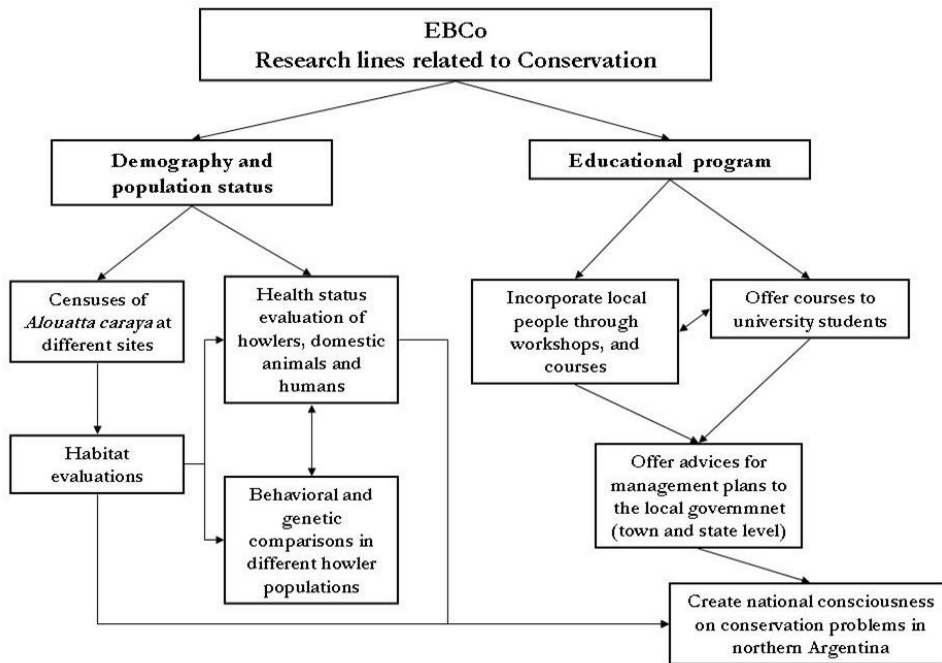 EBCo
Research lines related to Conservation
Demography and
population status
Educational program
Censuses of
Alouatta caraya at
different sites
Health status
evaluation of
howlers, domestic
animals and
humans
Incorporate local
people through
workshops, and
courses
Offer courses to
university students
Habitat
evaluations
Behavioral and
genetic
comparisons in
different howler
populations
Offer advices for
management plans to
the local governmnet
(town and state level)
Create national consciousness
on conservation problems in
northern Argentina